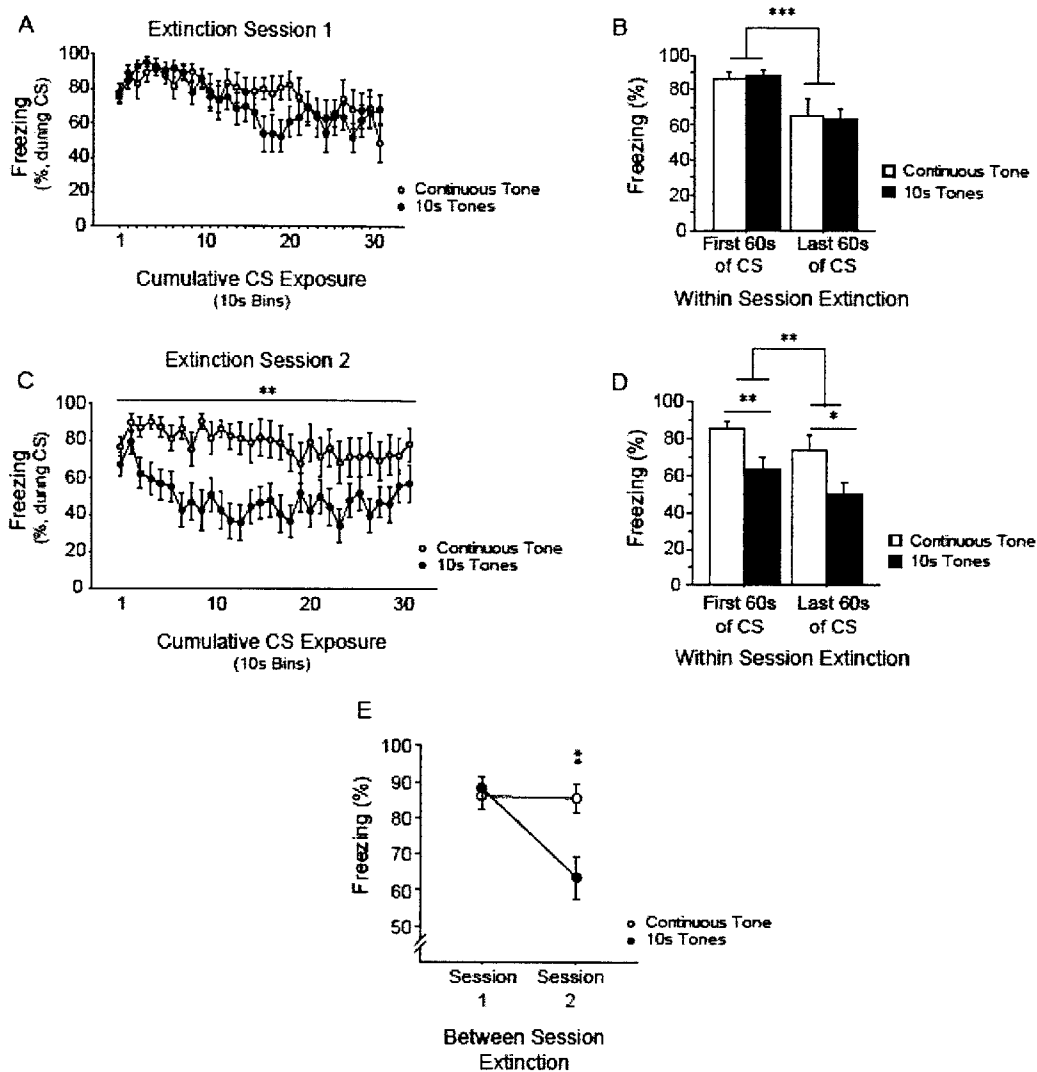 A
Extinction Session 1
Freezing
(%, during CS)
100
80
60
40
20
0
1
10
20
30
Continuous Tone
10s Tones
Cumulative CS Exposure
(10s Bins)
B
***
Freezing (%)
100
80
60
40
20
0
Continuous Tone
10s Tones
First 60s
of CS
Last 60s
of CS
Within Session Extinction
C
Extinction Session 2
**
Freezing
(%, during CS)
100
80
60
40
20
0
1
10
20
30
Continuous Tone
10s Tones
Cumulative CS Exposure
(10s Bins)
D
**
**
*
Freezing (%)
100
80
60
40
20
0
Continuous Tone
10s Tones
First 60s
of CS
Last 60s
of CS
Within Session Extinction
E
*
*
Freezing (%)
100
90
80
70
60
50
Continuous Tone
10s Tones
Session
1
Session
2
Between Session
Extinction